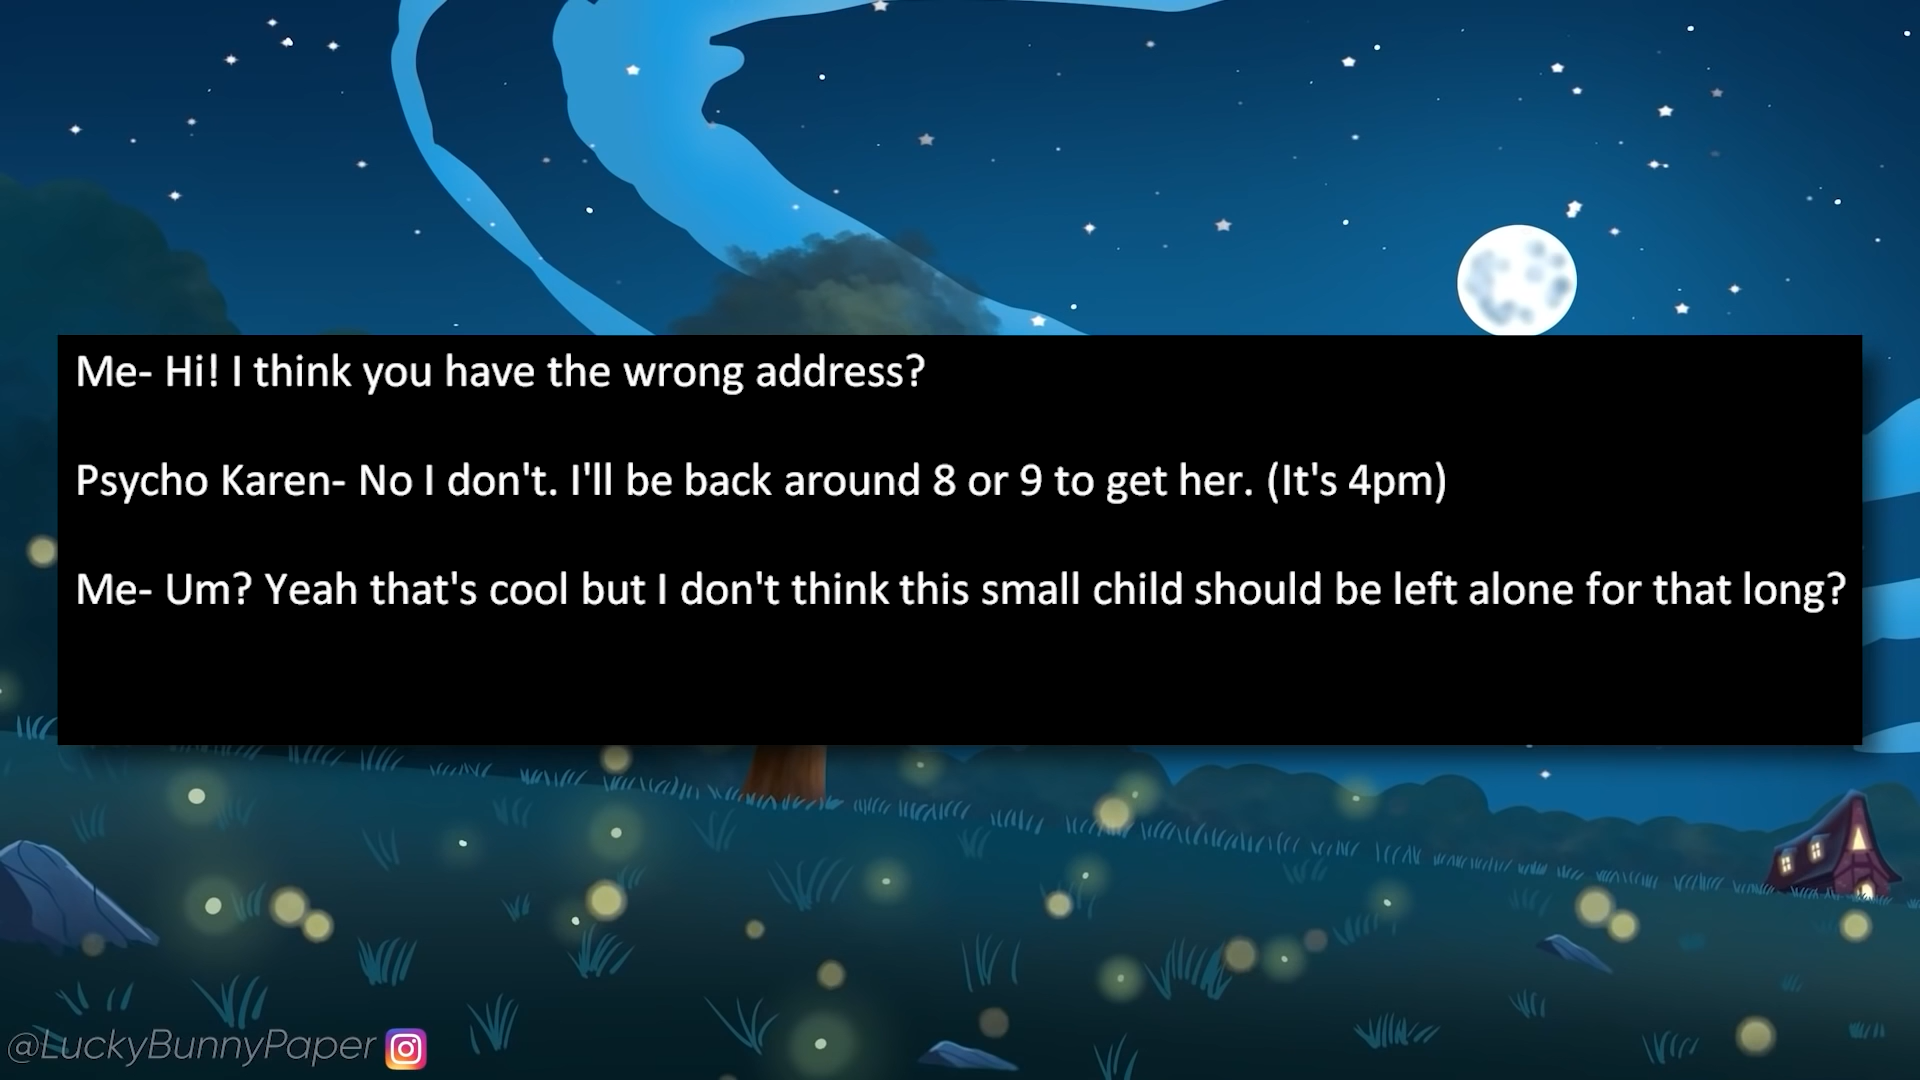 Me- Hi! I think you have the wrong address?
Psycho Karen- No I don't. I'll be back around 8 or 9 to get her. (It's 4pm)
Me- Um? Yeah that's cool but I don't think this small child should be left alone for that long?
@LuckyBunnyPaper